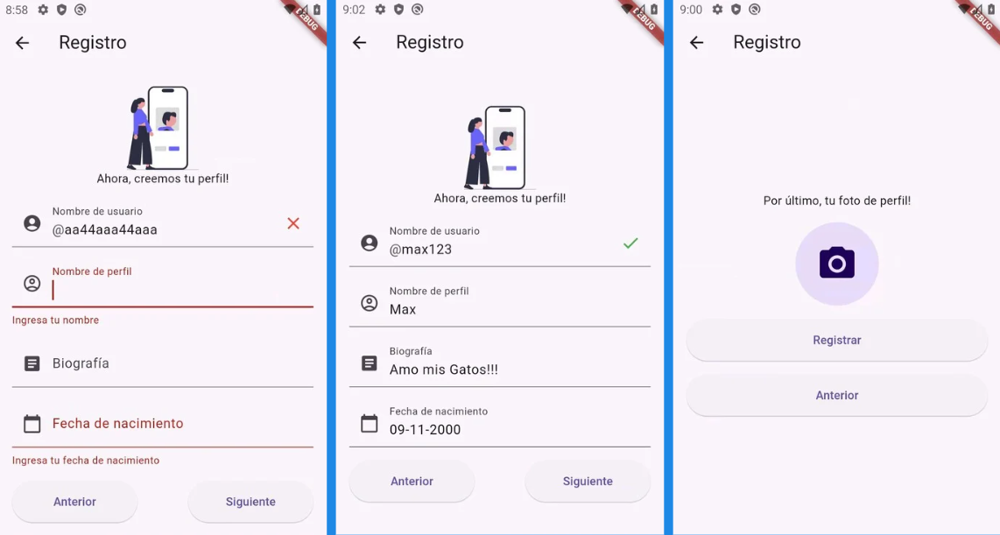 8:58
DEBUG
Registro
Ahora, creemos tu perfil!
Nombre de usuario
@aa44aaa44aaa
Nombre de perfil
Ingresa tu nombre
Biografía
Fecha de nacimiento
Ingresa tu fecha de nacimiento
Anterior
Siguiente
9:02
DEBUG
Registro
Ahora, creemos tu perfil!
Nombre de usuario
@max123
Nombre de perfil
Max
Biografía
Amo mis Gatos!!!
Fecha de nacimiento
09-11-2000
Anterior
Siguiente
9:00
DEBUG
Registro
Por último, tu foto de perfil!
Registrar
Anterior